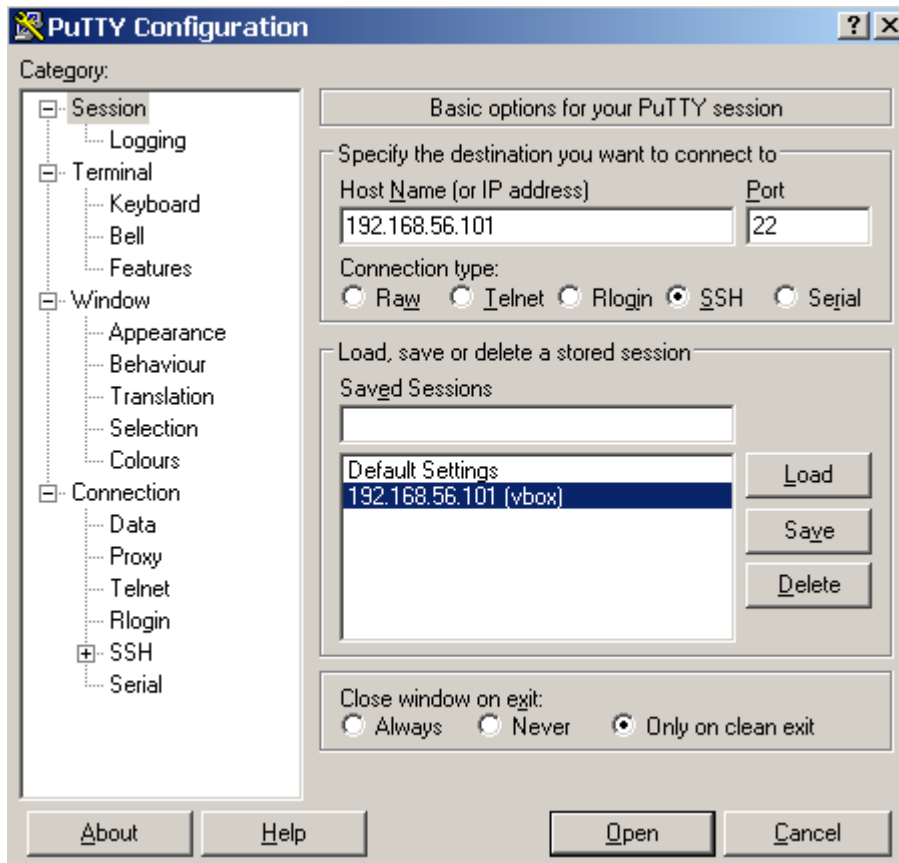 PuTTY Configuration
Category:
Session
Logging
Terminal
Keyboard
Bell
Features
Window
Appearance
Behaviour
Translation
Selection
Colours
Connection
Data
Proxy
Telnet
Rlogin
SSH
Serial
Basic options for your PuTTY session
Specify the destination you want to connect to
Host Name (or IP address) Port
192.168.56.101 22
Connection type:
Raw Telnet Rlogin SSH Serial
Load, save or delete a stored session
Saved Sessions
Default Settings
192.168.56.101 (vbox)
Load
Save
Delete
Close window on exit:
Always Never Only on clean exit
About Help Open Cancel